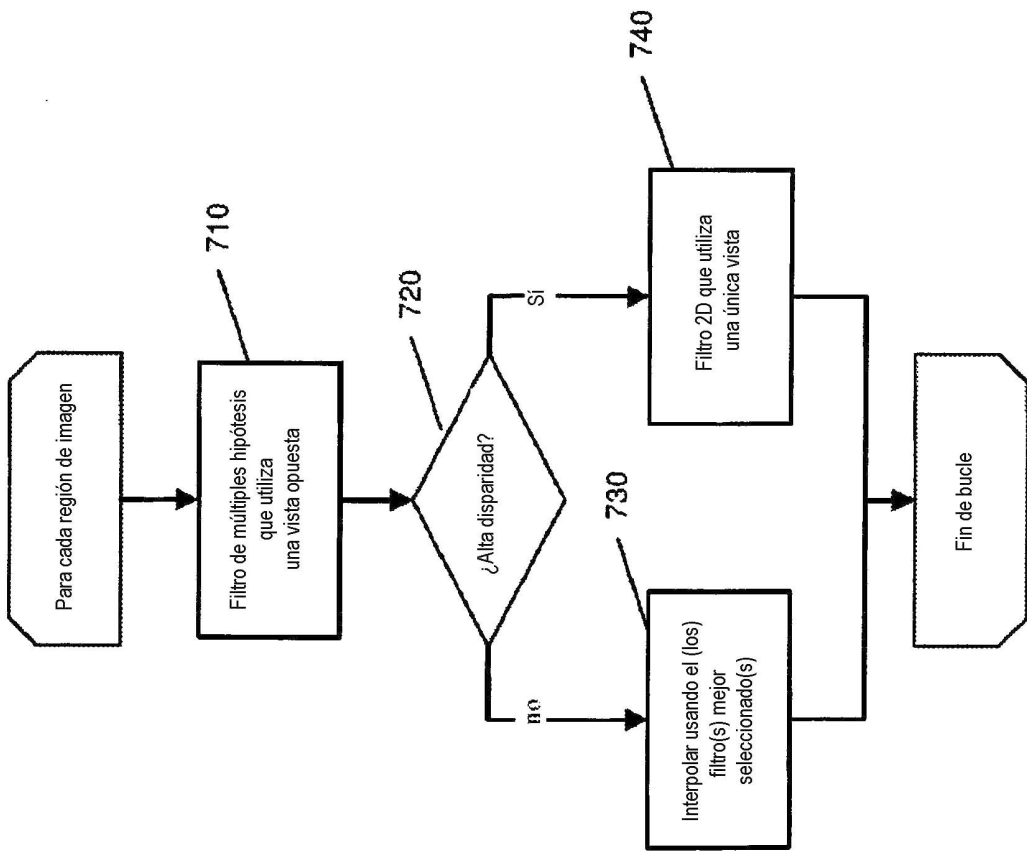 Para cada región de imagen
710
Filtro de múltiples hipótesis
que utiliza
una vista opuesta
720
¿Alta disparidad?
no
Sí
730
Interpolar usando el (los)
filtro(s) mejor
seleccionado(s)
740
Filtro 2D que utiliza
una única vista
Fin de bucle